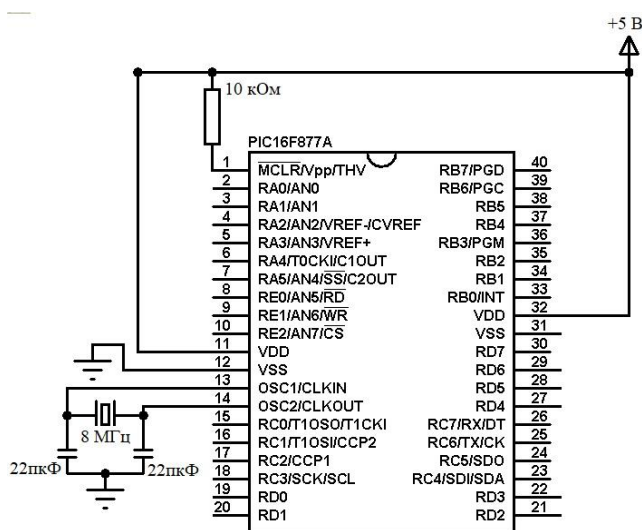 +5 В
10 кОм
PIC16F877A
1 MCLR/Vpp/THV RB7/PGD 40
2 RA0/AN0 RB6/PGC 39
3 RA1/AN1 RB5 38
4 RA2/AN2/VREF-/CVREF RB4 37
5 RA3/AN3/VREF+ RB3/PGM 36
6 RA4/T0CKI/C1OUT RB2 35
7 RA5/AN4/SS/C2OUT RB1 34
8 RE0/AN5/RD RB0/INT 33
9 RE1/AN6/WR VDD 32
10 RE2/AN7/CS VSS 31
11 VDD RD7 30
12 VSS RD6 29
13 OSC1/CLKIN RD5 28
14 OSC2/CLKOUT RD4 27
15 RC0/T1OSO/T1CKI RC7/RX/DT 26
16 RC1/T1OSI/CCP2 RC6/TX/CK 25
17 RC2/CCP1 RC5/SDO 24
18 RC3/SCK/SCL RC4/SDI/SDA 23
19 RD0 RD3 22
20 RD1 RD2 21
8 МГц
22пкФ 22пкФ